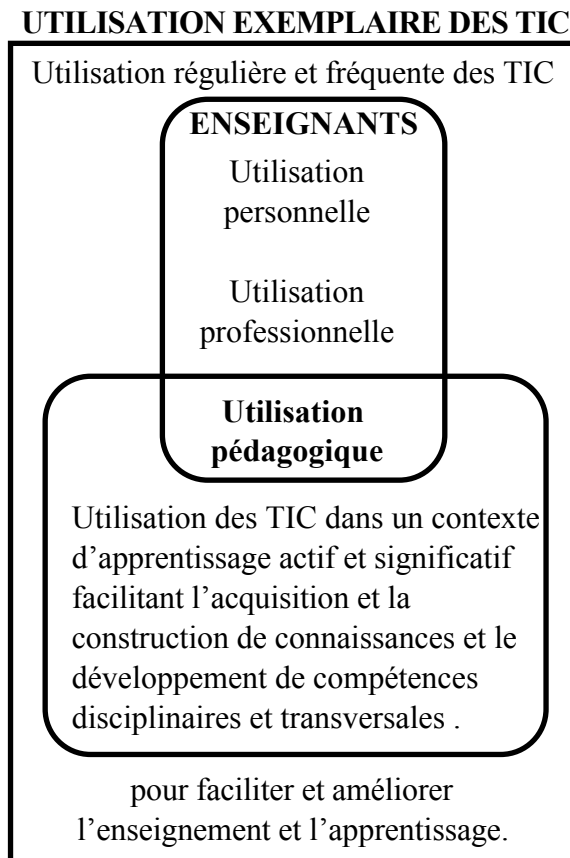 UTILISATION EXEMPLAIRE DES TIC
Utilisation régulière et fréquente des TIC
ENSEIGNANTS
Utilisation
personnelle
Utilisation
professionnelle
Utilisation
pédagogique
Utilisation des TIC dans un contexte
d’apprentissage actif et significatif
facilitant l’acquisition et la
construction de connaissances et le
développement de compétences
disciplinaires et transversales .
pour faciliter et améliorer
l’enseignement et l’apprentissage.